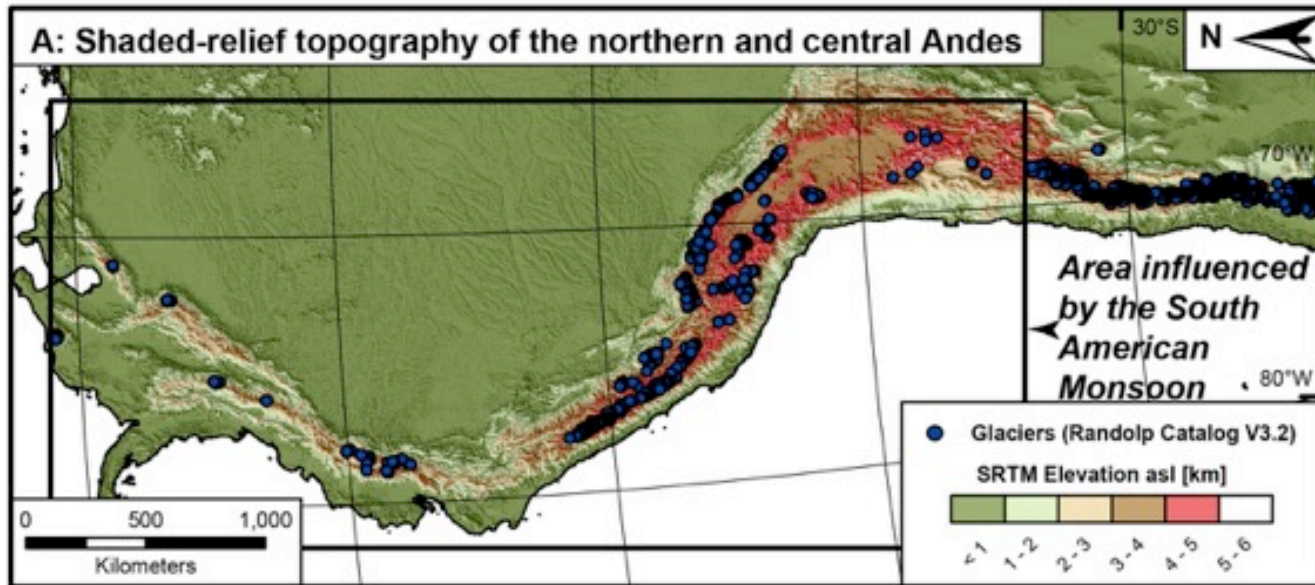 A: Shaded-relief topography of the northern and central Andes
30°S
N
70°W
Area influenced
by the South
American
Monsoon
80°W
Glaciers (Randolp Catalog V3.2)
SRTM Elevation asl [km]
< 1
1 - 2
2 - 3
3 - 4
4 - 5
5 - 6
0 500 1,000
Kilometers